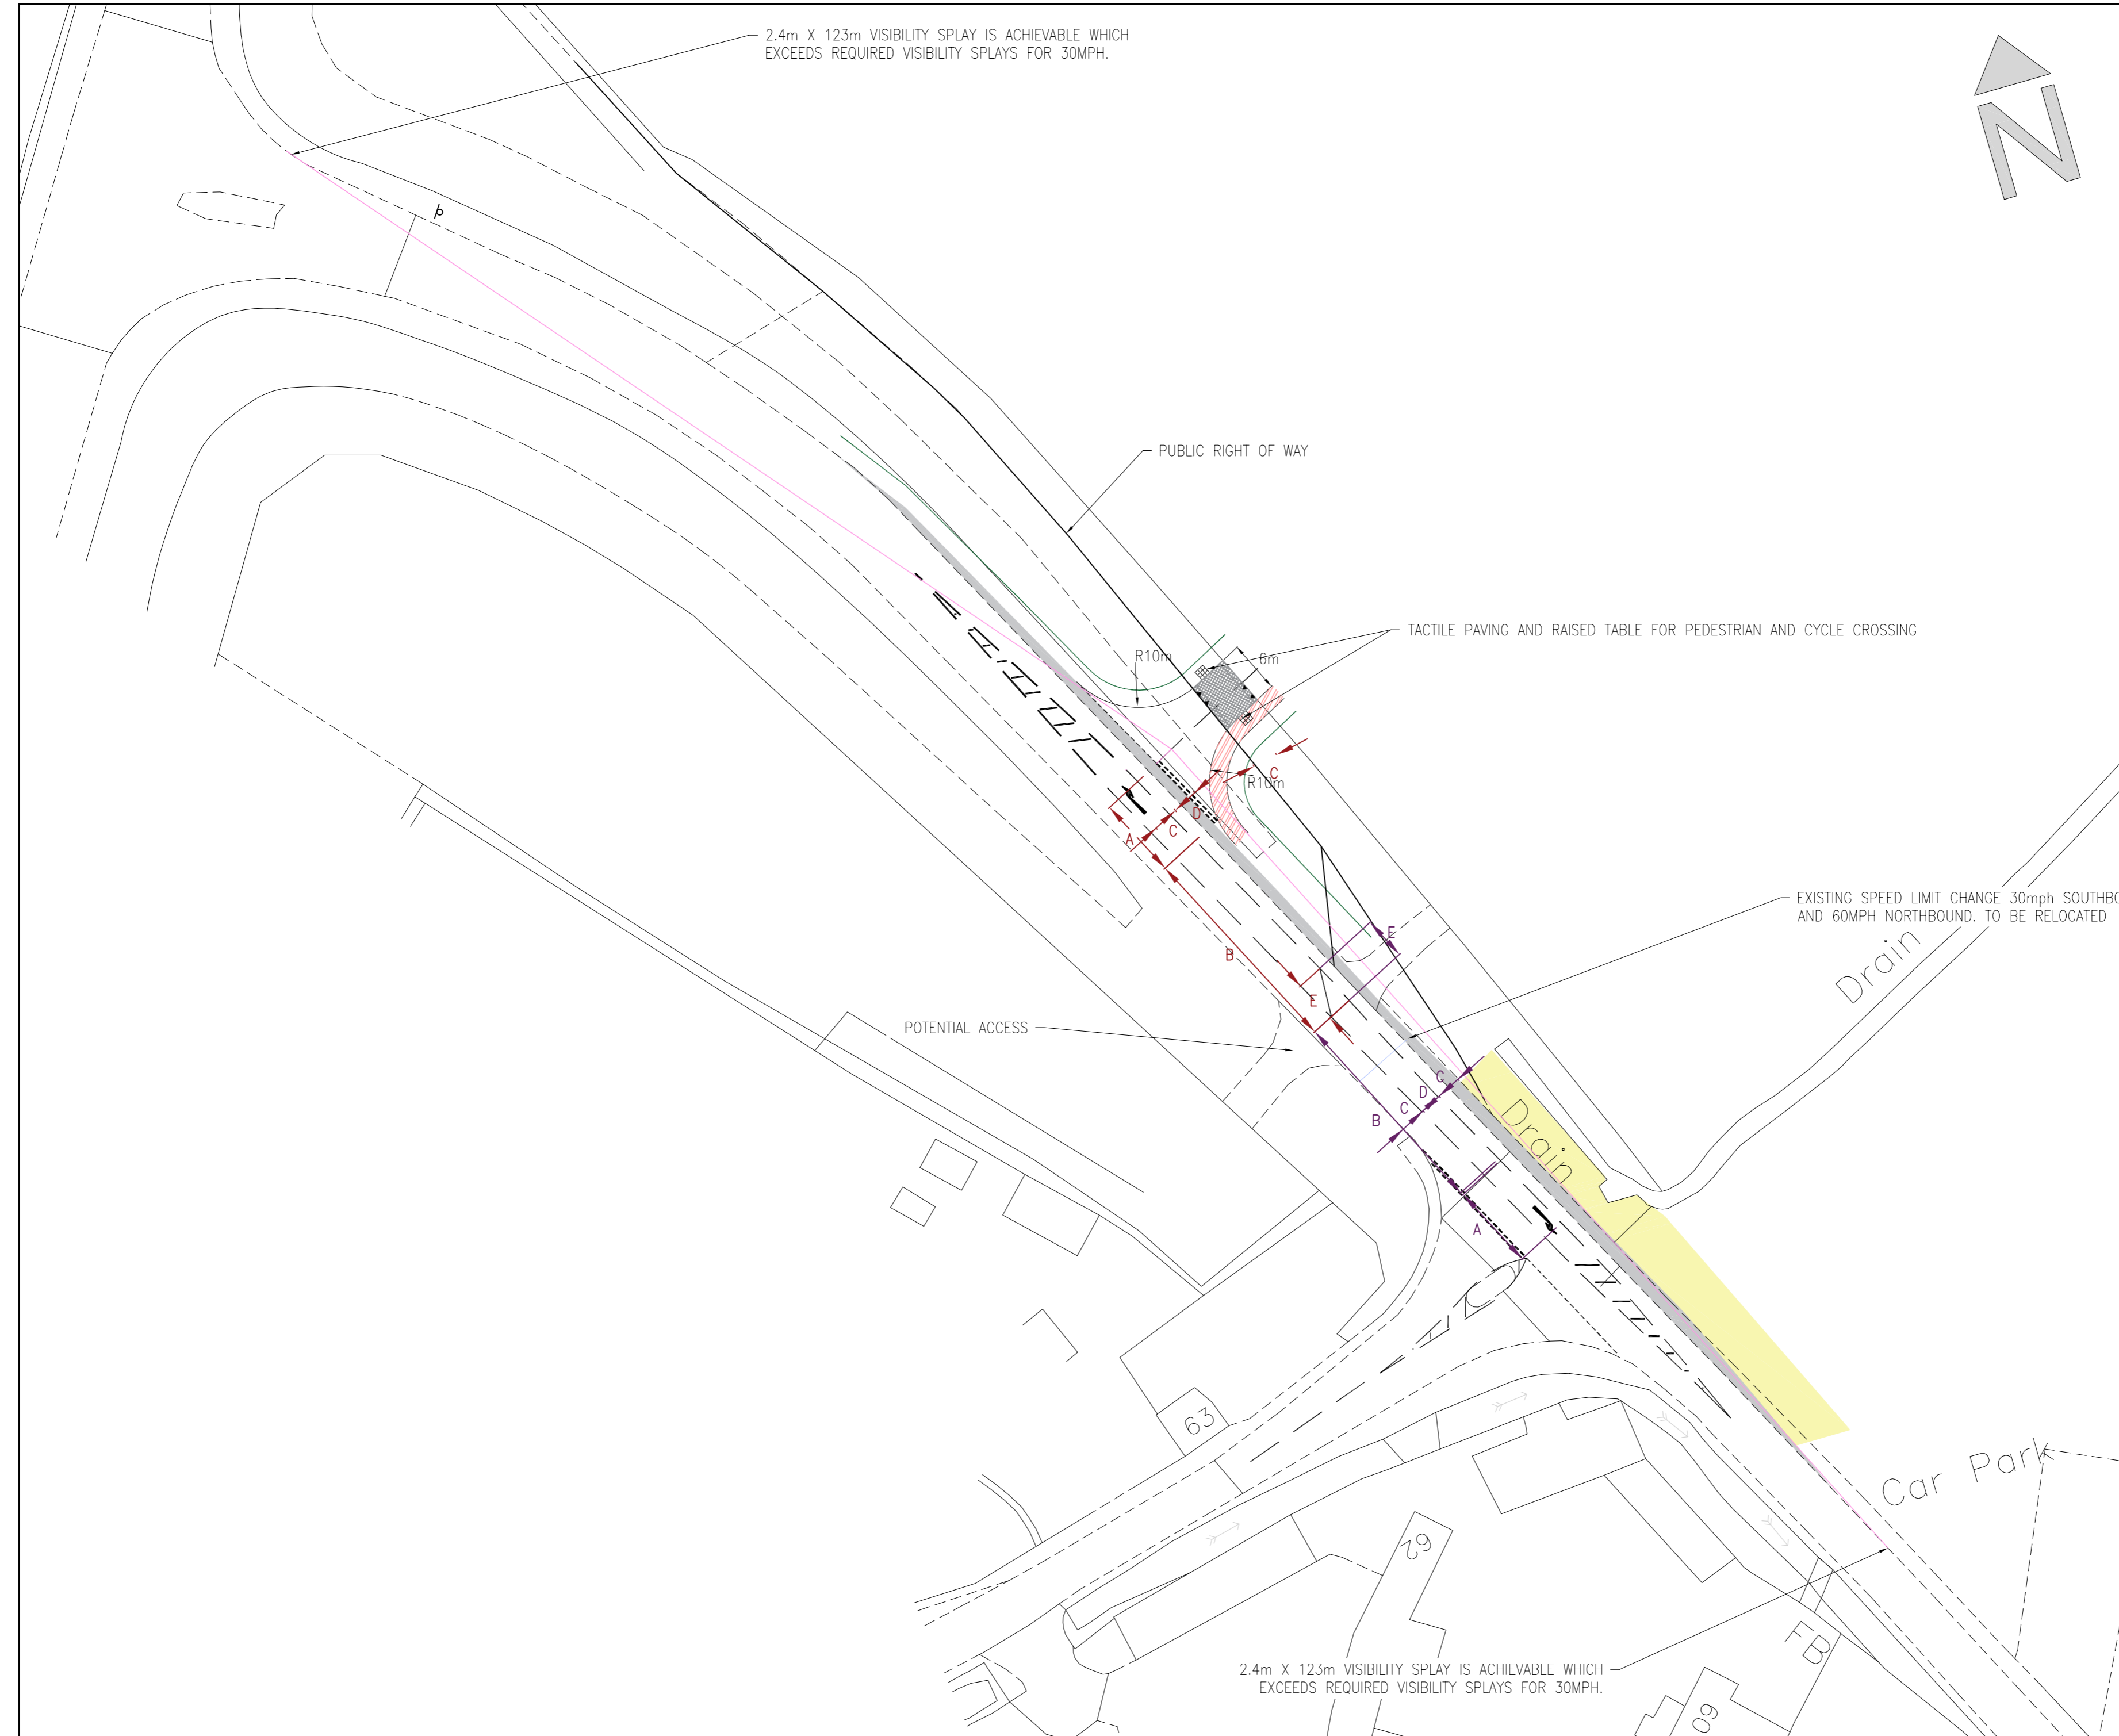 2.4m X 123m VISIBILITY SPLAY IS ACHIEVABLE WHICH
EXCEEDS REQUIRED VISIBILITY SPLAYS FOR 30MPH.
N
PUBLIC RIGHT OF WAY
TACTILE PAVING AND RAISED TABLE FOR PEDESTRIAN AND CYCLE CROSSING
R10m
6m
C
R10m
D
C
A
EXISTING SPEED LIMIT CHANGE 30mph SOUTHBO
AND 60MPH NORTHBOUND. TO BE RELOCATED
E
B
Drain
E
POTENTIAL ACCESS
C
D
C
B
Drain
A
63
Car Park
62
FB
2.4m X 123m VISIBILITY SPLAY IS ACHIEVABLE WHICH
EXCEEDS REQUIRED VISIBILITY SPLAYS FOR 30MPH.
60